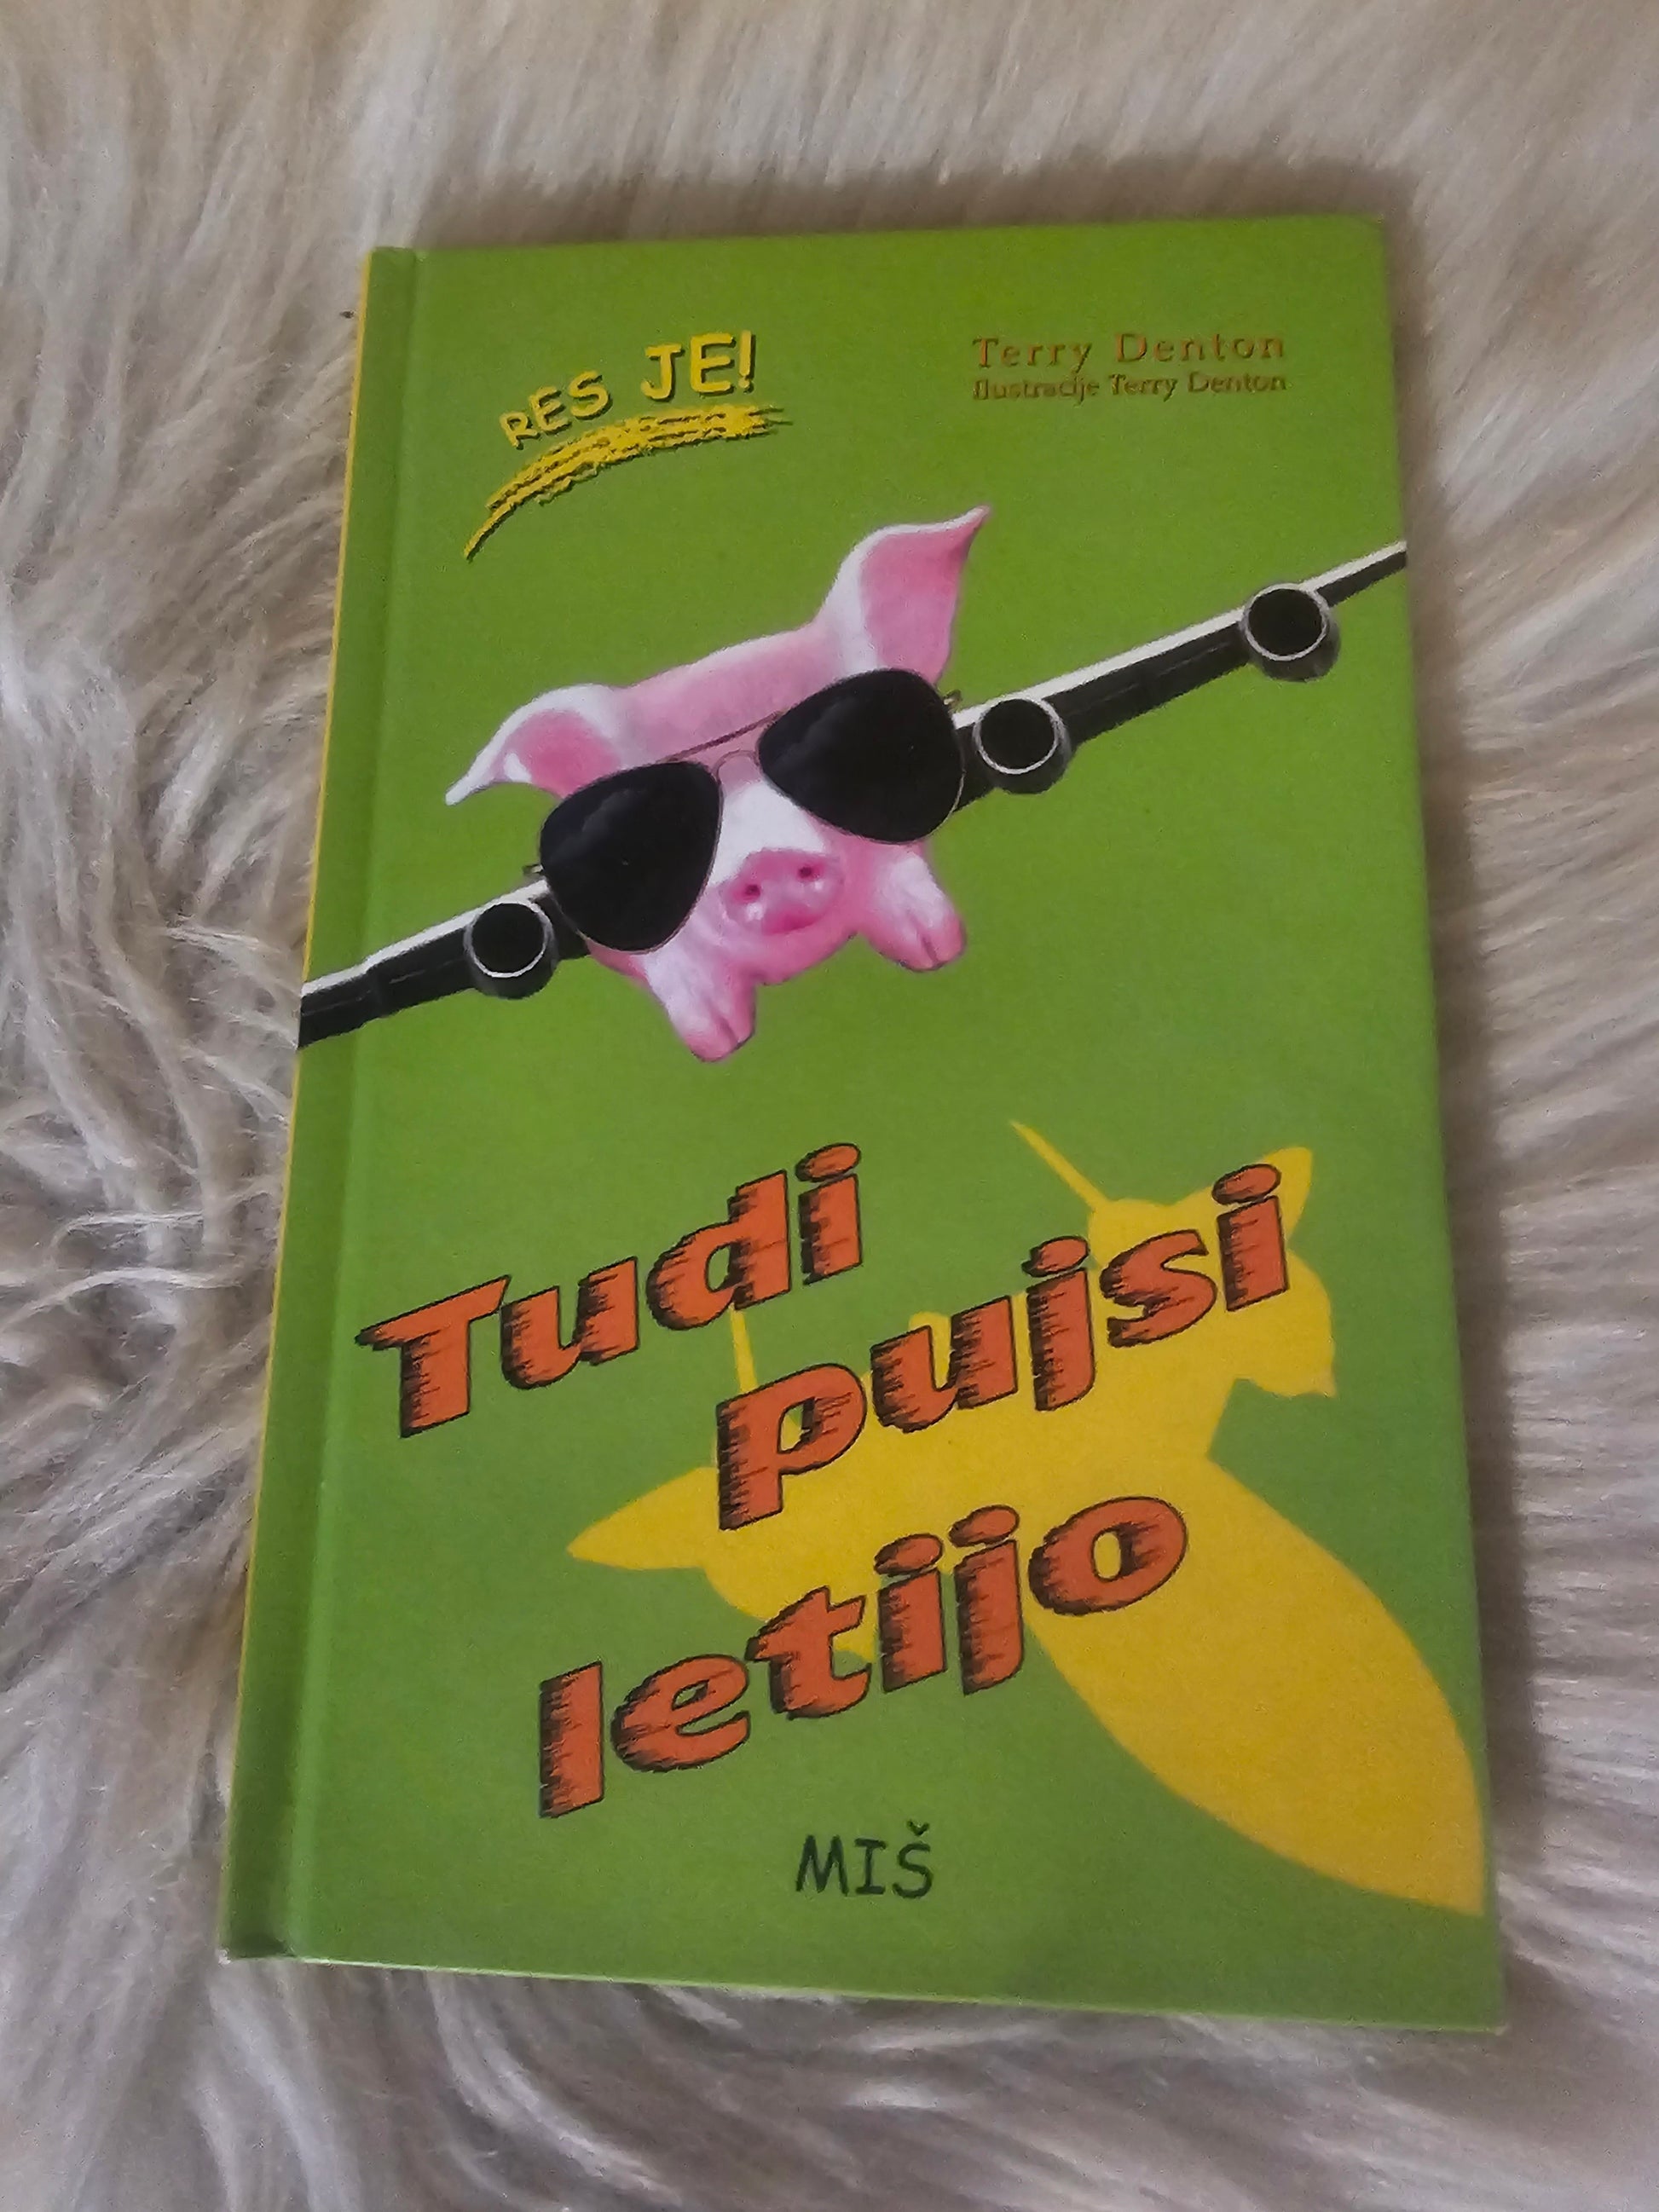 RES JE!
Terry Denton
Ilustracije Terry Denton
Tudi
pujsi
letijo
MIŠ